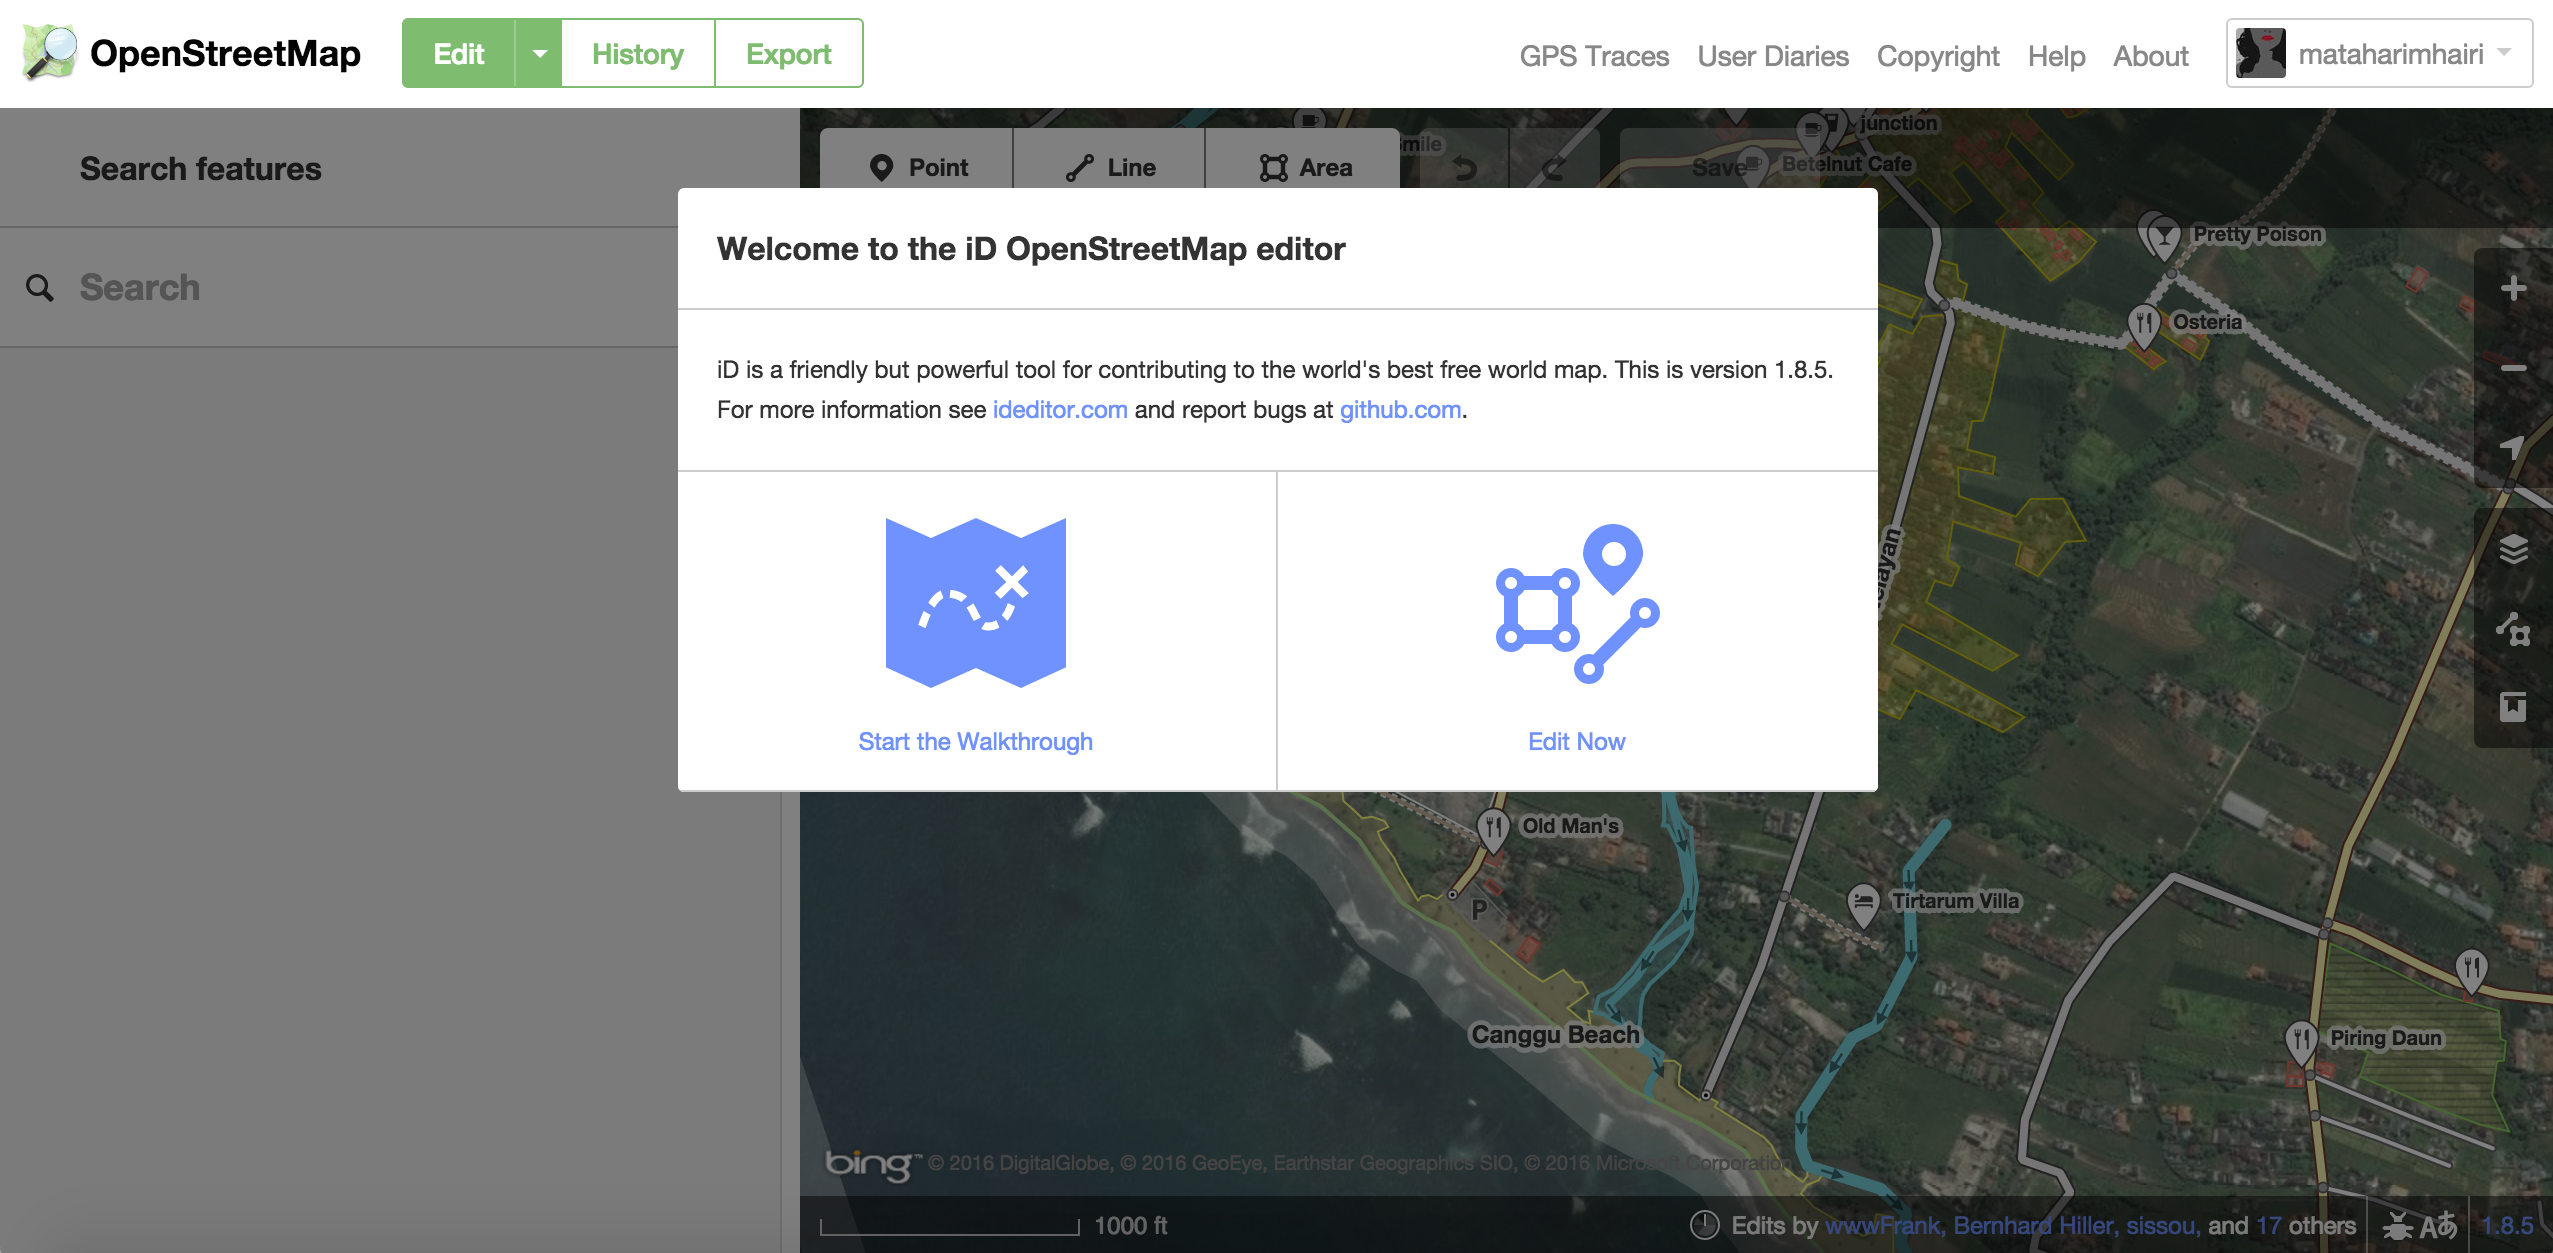 OpenStreetMap
Edit
History
Export
GPS Traces
User Diaries
Copyright
Help
About
mataharimhairi
Search features
Search
Point
Line
Area
Save
junction
Betelnut Cafe
Pretty Poison
Osteria
Welcome to the iD OpenStreetMap editor
iD is a friendly but powerful tool for contributing to the world's best free world map. This is version 1.8.5.
For more information see ideditor.com and report bugs at github.com.
Start the Walkthrough
Edit Now
Old Man's
P
Tirtarum Villa
Canggu Beach
Piring Daun
bing™ © 2016 DigitalGlobe, © 2016 GeoEye, Earthstar Geographics SIO, © 2016 Microsoft Corporation
1000 ft
Edits by wwwFrank, Bernhard Hiller, sissou, and 17 others
Aあ
1.8.5